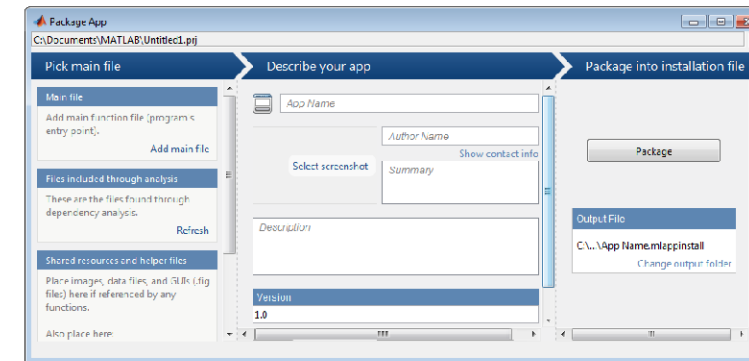 Package App
C:\Documents\MATLAB\Untitled1.prj
Pick main file
Describe your app
Package into installation file
Main file
Add main function file (program's
entry point).
Add main file
Files included through analysis
These are the files found through
dependency analysis.
Refresh
Shared resources and helper files
Place images, data files, and GUIs (.fig
files) here if referenced by any
functions.
Also place here:
App Name
Author Name
Show contact info
Select screenshot
Summary
Description
Version
1.0
Package
Output File
C:\...\App Name.mlappinstall
Change output folder